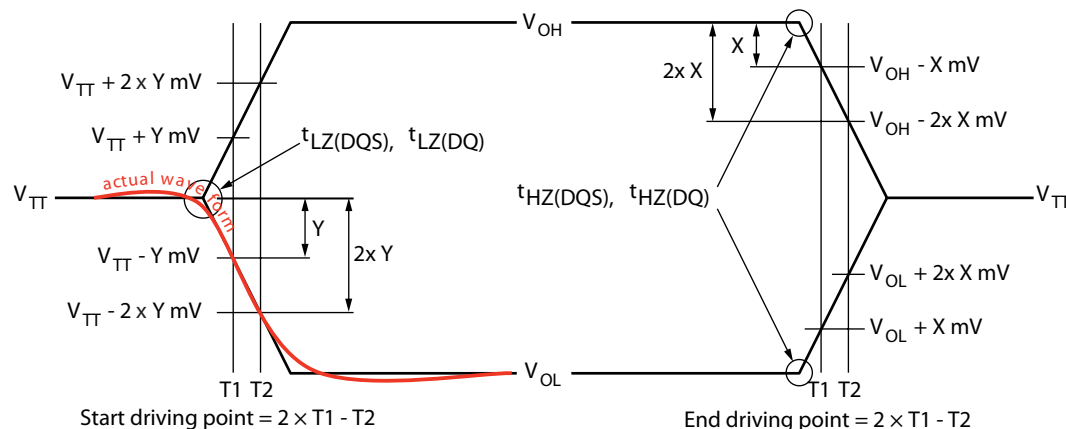 V_OH
X
2x X
V_TT + 2 x Y mV
V_OH - X mV
V_TT + Y mV
V_OH - 2x X mV
t_LZ(DQS), t_LZ(DQ)
actual wave form
V_TT
t_HZ(DQS), t_HZ(DQ)
V_TT
Y
2x Y
V_TT - Y mV
V_OL + 2x X mV
V_TT - 2 x Y mV
V_OL + X mV
V_OL
T1 T2
T1 T2
Start driving point = 2 × T1 - T2
End driving point = 2 × T1 - T2